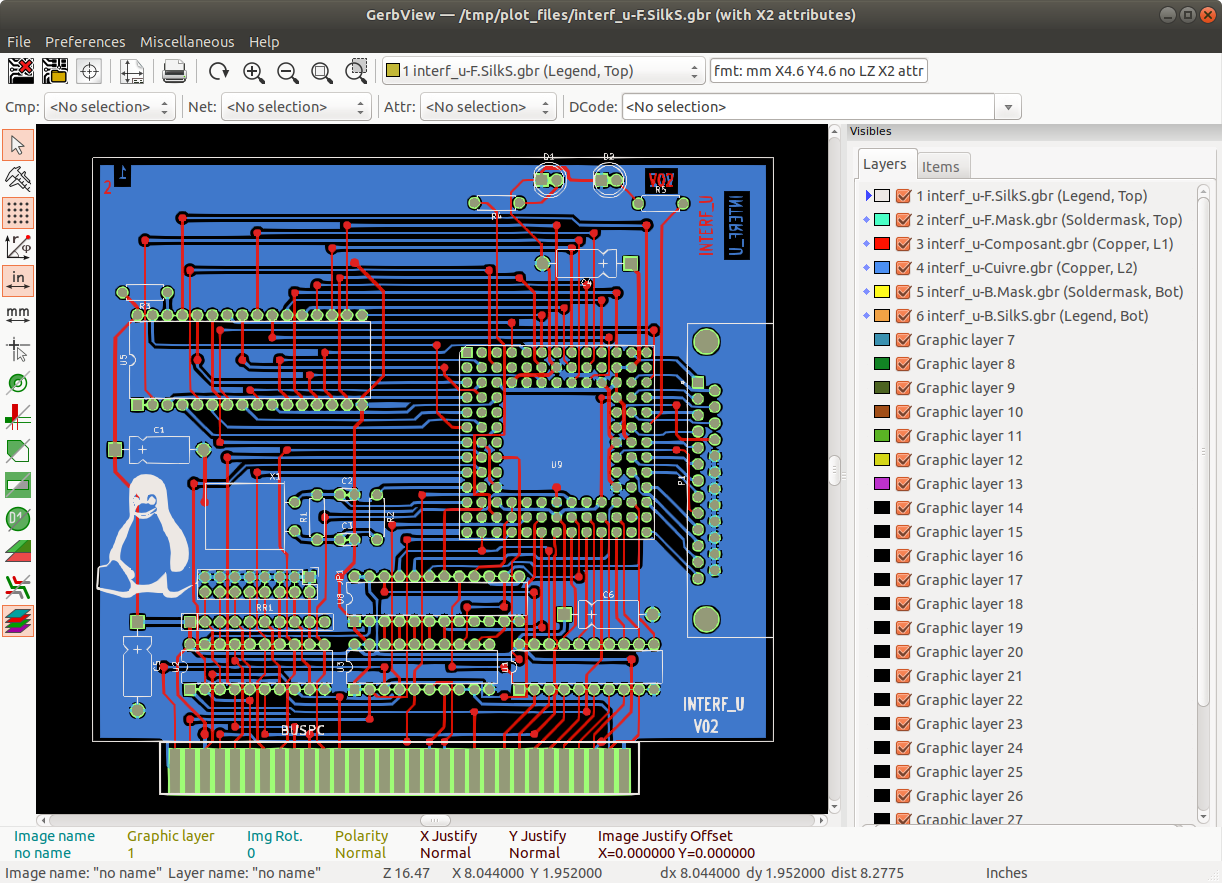 GerbView — /tmp/plot_files/interf_u-F.SilkS.gbr (with X2 attributes)
File Preferences Miscellaneous Help
1 interf_u-F.SilkS.gbr (Legend, Top) fmt: mm X4.6 Y4.6 no LZ X2 attr
Cmp: <No selection> Net: <No selection> Attr: <No selection> DCode: <No selection>
Visibles
Layers Items
1 interf_u-F.SilkS.gbr (Legend, Top)
2 interf_u-F.Mask.gbr (Soldermask, Top)
3 interf_u-Composant.gbr (Copper, L1)
4 interf_u-Cuivre.gbr (Copper, L2)
5 interf_u-B.Mask.gbr (Soldermask, Bot)
6 interf_u-B.SilkS.gbr (Legend, Bot)
Graphic layer 7
Graphic layer 8
Graphic layer 9
Graphic layer 10
Graphic layer 11
Graphic layer 12
Graphic layer 13
Graphic layer 14
Graphic layer 15
Graphic layer 16
Graphic layer 17
Graphic layer 18
Graphic layer 19
Graphic layer 20
Graphic layer 21
Graphic layer 22
Graphic layer 23
Graphic layer 24
Graphic layer 25
Graphic layer 26
Graphic layer 27
in
mm
D1 D2
1
2
V02
R5
R4
INTERF_U
INTERF_U
C4
R3
U5
C1
U9
P1
X1
C2
R1
R2
C3
JP1
U8
RR1
C6
C5
U2
U3
U1
INTERF_U
V02
BUSPC
Image name Graphic layer Img Rot. Polarity X Justify Y Justify Image Justify Offset
no name 1 0 Normal Normal Normal X=0.000000 Y=0.000000
Image name: "no name" Layer name: "no name" Z 16.47 X 8.044000 Y 1.952000 dx 8.044000 dy 1.952000 dist 8.2775 Inches